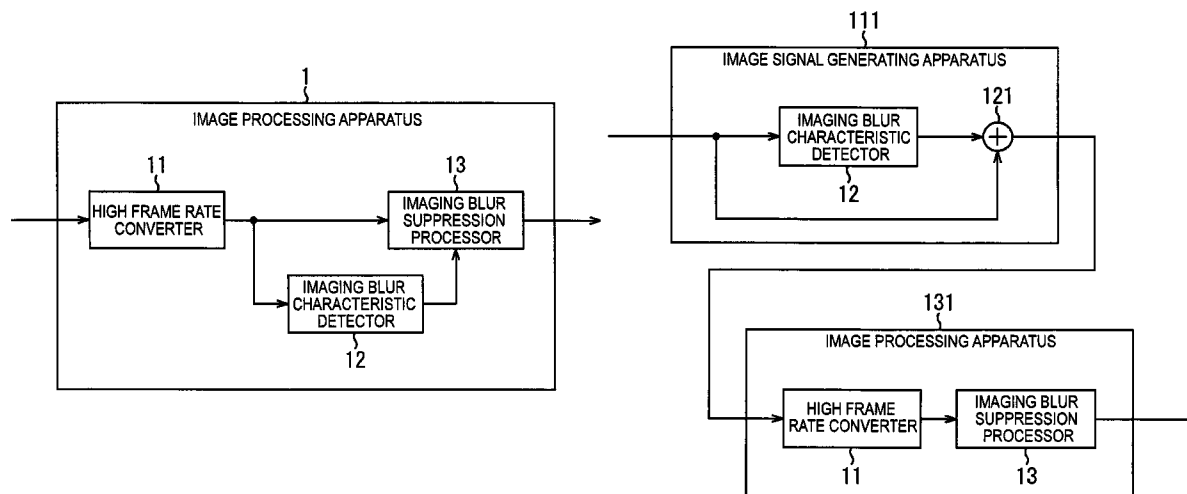 1
IMAGE PROCESSING APPARATUS
11
HIGH FRAME RATE
CONVERTER
13
IMAGING BLUR
SUPPRESSION
PROCESSOR
IMAGING BLUR
CHARACTERISTIC
DETECTOR
12
111
IMAGE SIGNAL GENERATING APPARATUS
121
IMAGING BLUR
CHARACTERISTIC
DETECTOR
12
131
IMAGE PROCESSING APPARATUS
HIGH FRAME
RATE CONVERTER
11
IMAGING BLUR
SUPPRESSION
PROCESSOR
13